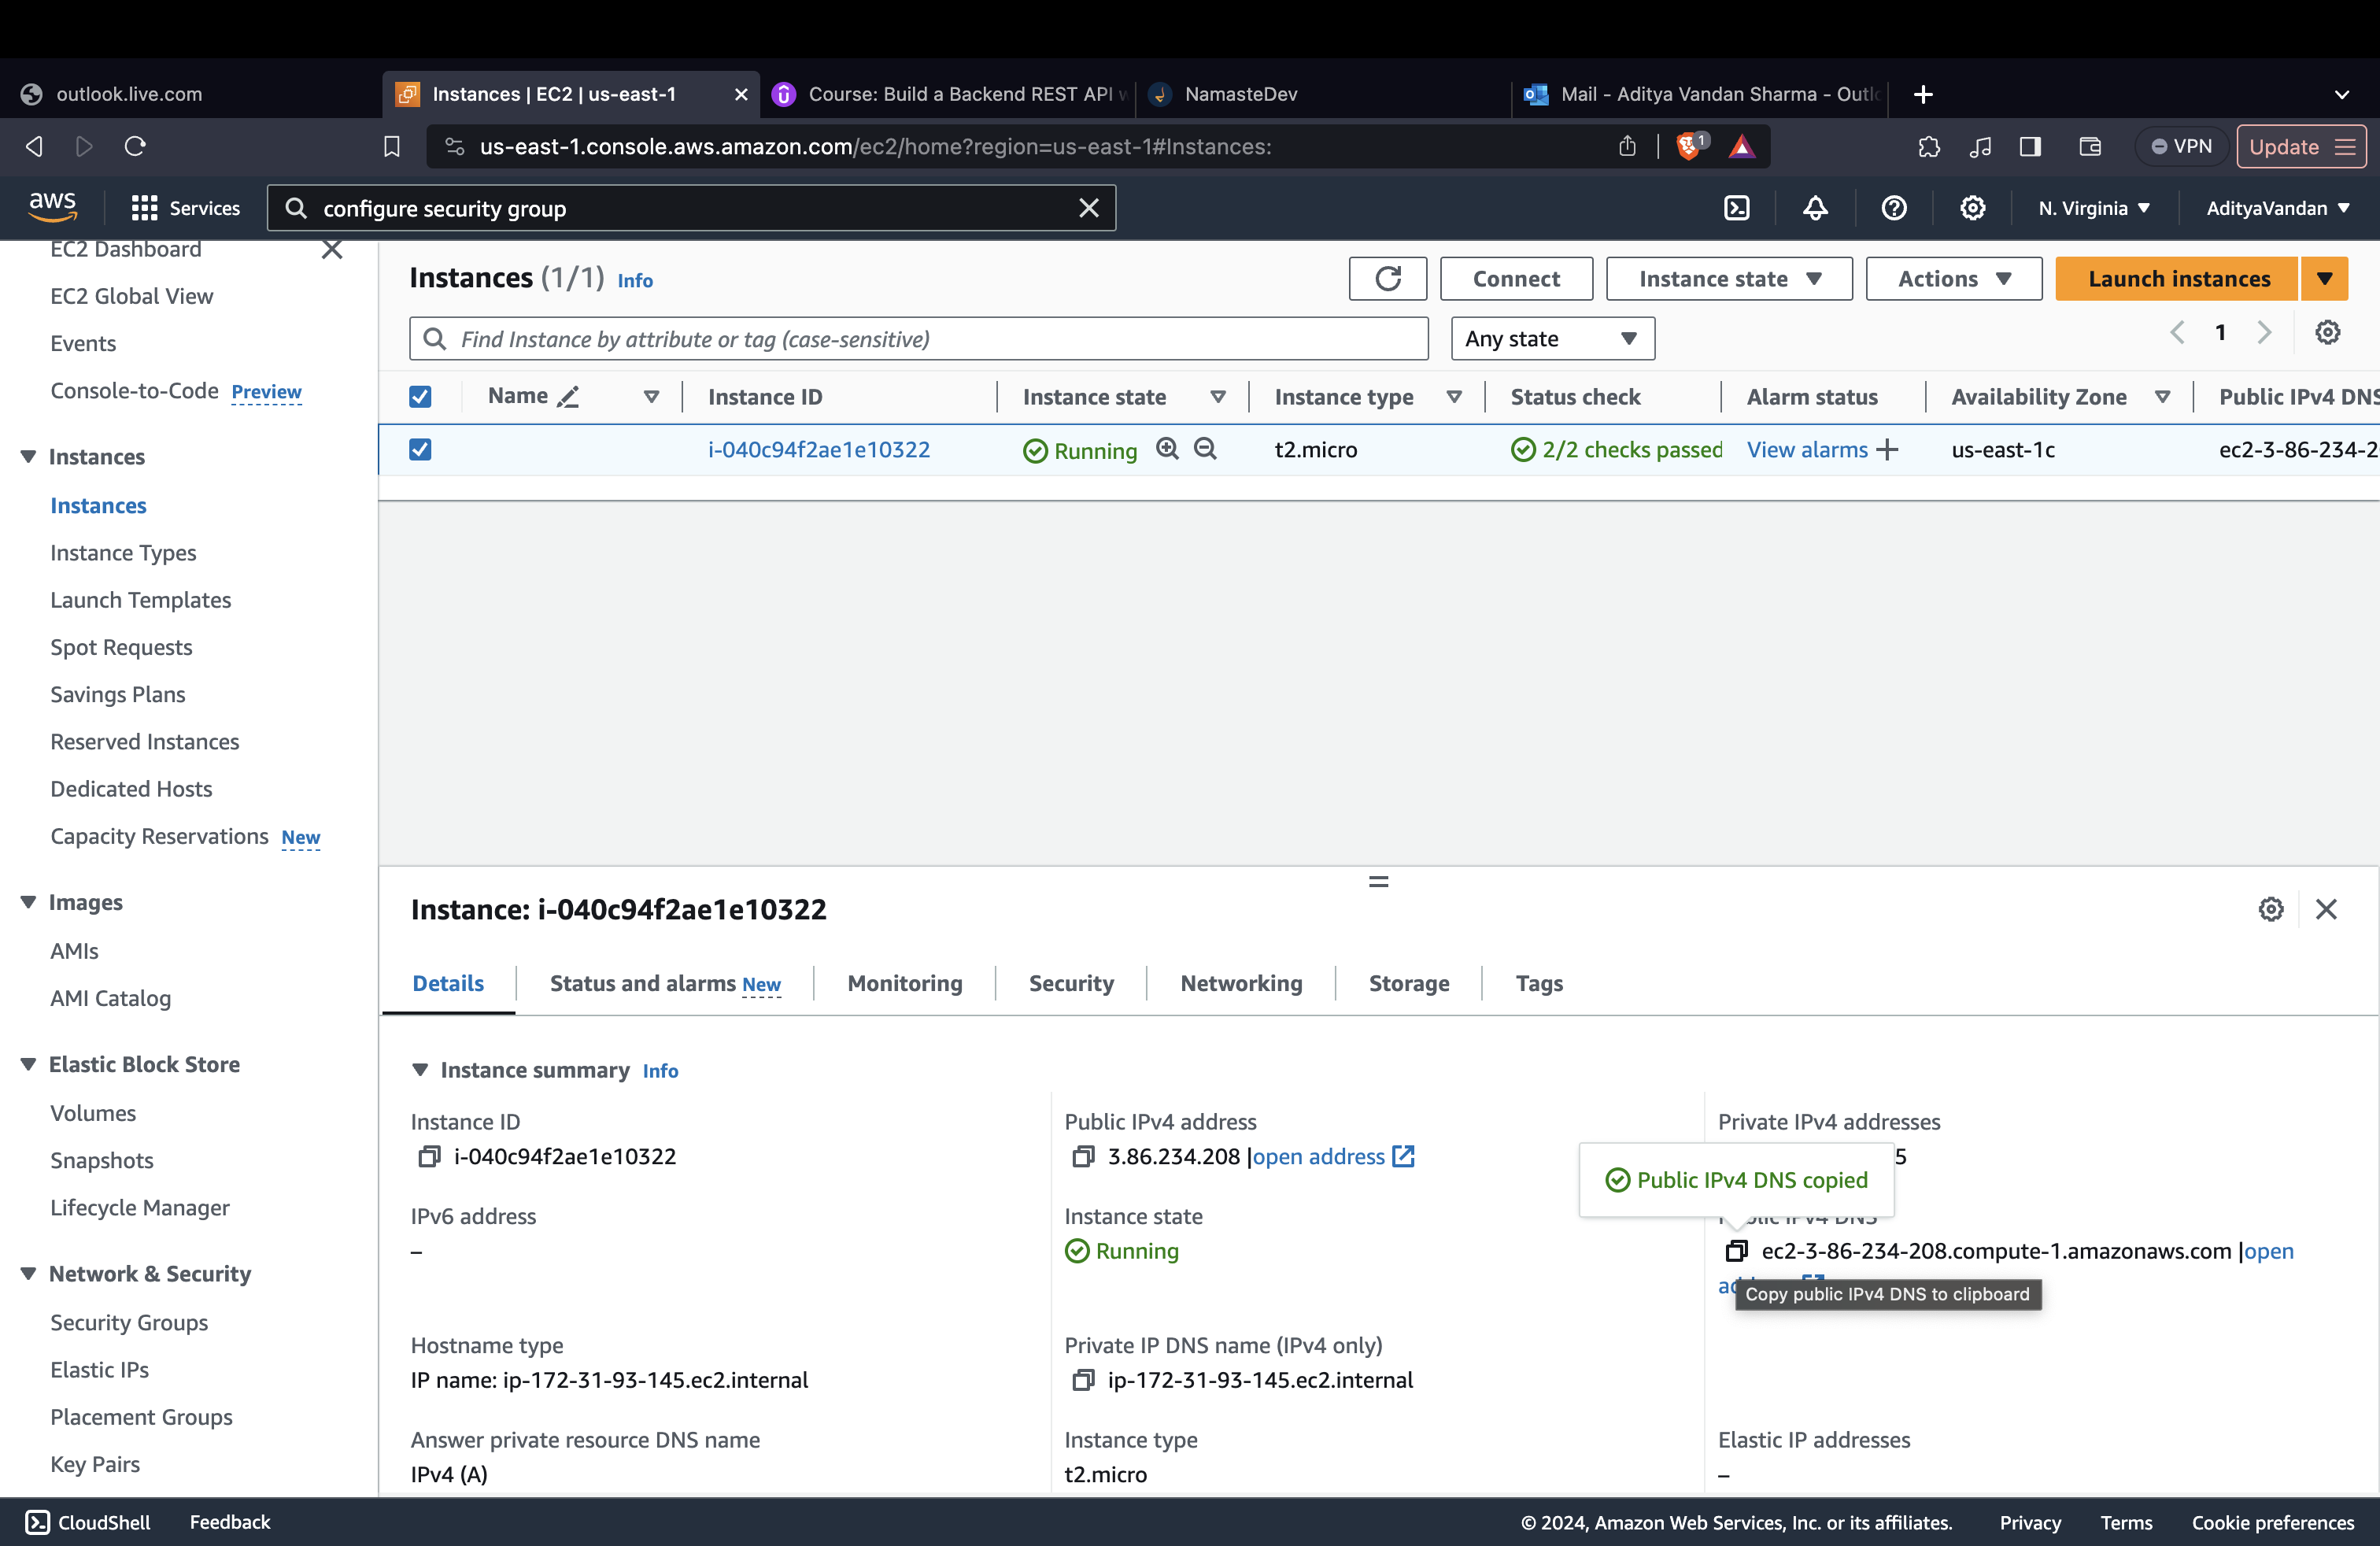 outlook.live.com
Instances | EC2 | us-east-1
Course: Build a Backend REST API
NamasteDev
Mail - Aditya Vandan Sharma - Outlo
us-east-1.console.aws.amazon.com/ec2/home?region=us-east-1#Instances:
1
VPN
Update
aws
Services
configure security group
N. Virginia
AdityaVandan
EC2 Dashboard
EC2 Global View
Events
Console-to-Code Preview
Instances
Instances
Instance Types
Launch Templates
Spot Requests
Savings Plans
Reserved Instances
Dedicated Hosts
Capacity Reservations New
Images
AMIs
AMI Catalog
Elastic Block Store
Volumes
Snapshots
Lifecycle Manager
Network & Security
Security Groups
Elastic IPs
Placement Groups
Key Pairs
Instances (1/1) Info
Connect
Instance state
Actions
Launch instances
Find Instance by attribute or tag (case-sensitive)
Any state
1
Name
Instance ID
Instance state
Instance type
Status check
Alarm status
Availability Zone
Public IPv4 DNS
i-040c94f2ae1e10322
Running
t2.micro
2/2 checks passed
View alarms
us-east-1c
ec2-3-86-234-2
Instance: i-040c94f2ae1e10322
Details
Status and alarms New
Monitoring
Security
Networking
Storage
Tags
Instance summary Info
Instance ID
i-040c94f2ae1e10322
Public IPv4 address
3.86.234.208 |open address
Private IPv4 addresses
5
Public IPv4 DNS copied
IPv6 address
–
Instance state
Running
Public IPv4 DNS
ec2-3-86-234-208.compute-1.amazonaws.com |open
Copy public IPv4 DNS to clipboard
Hostname type
IP name: ip-172-31-93-145.ec2.internal
Private IP DNS name (IPv4 only)
ip-172-31-93-145.ec2.internal
Answer private resource DNS name
IPv4 (A)
Instance type
t2.micro
Elastic IP addresses
–
CloudShell
Feedback
© 2024, Amazon Web Services, Inc. or its affiliates.
Privacy
Terms
Cookie preferences